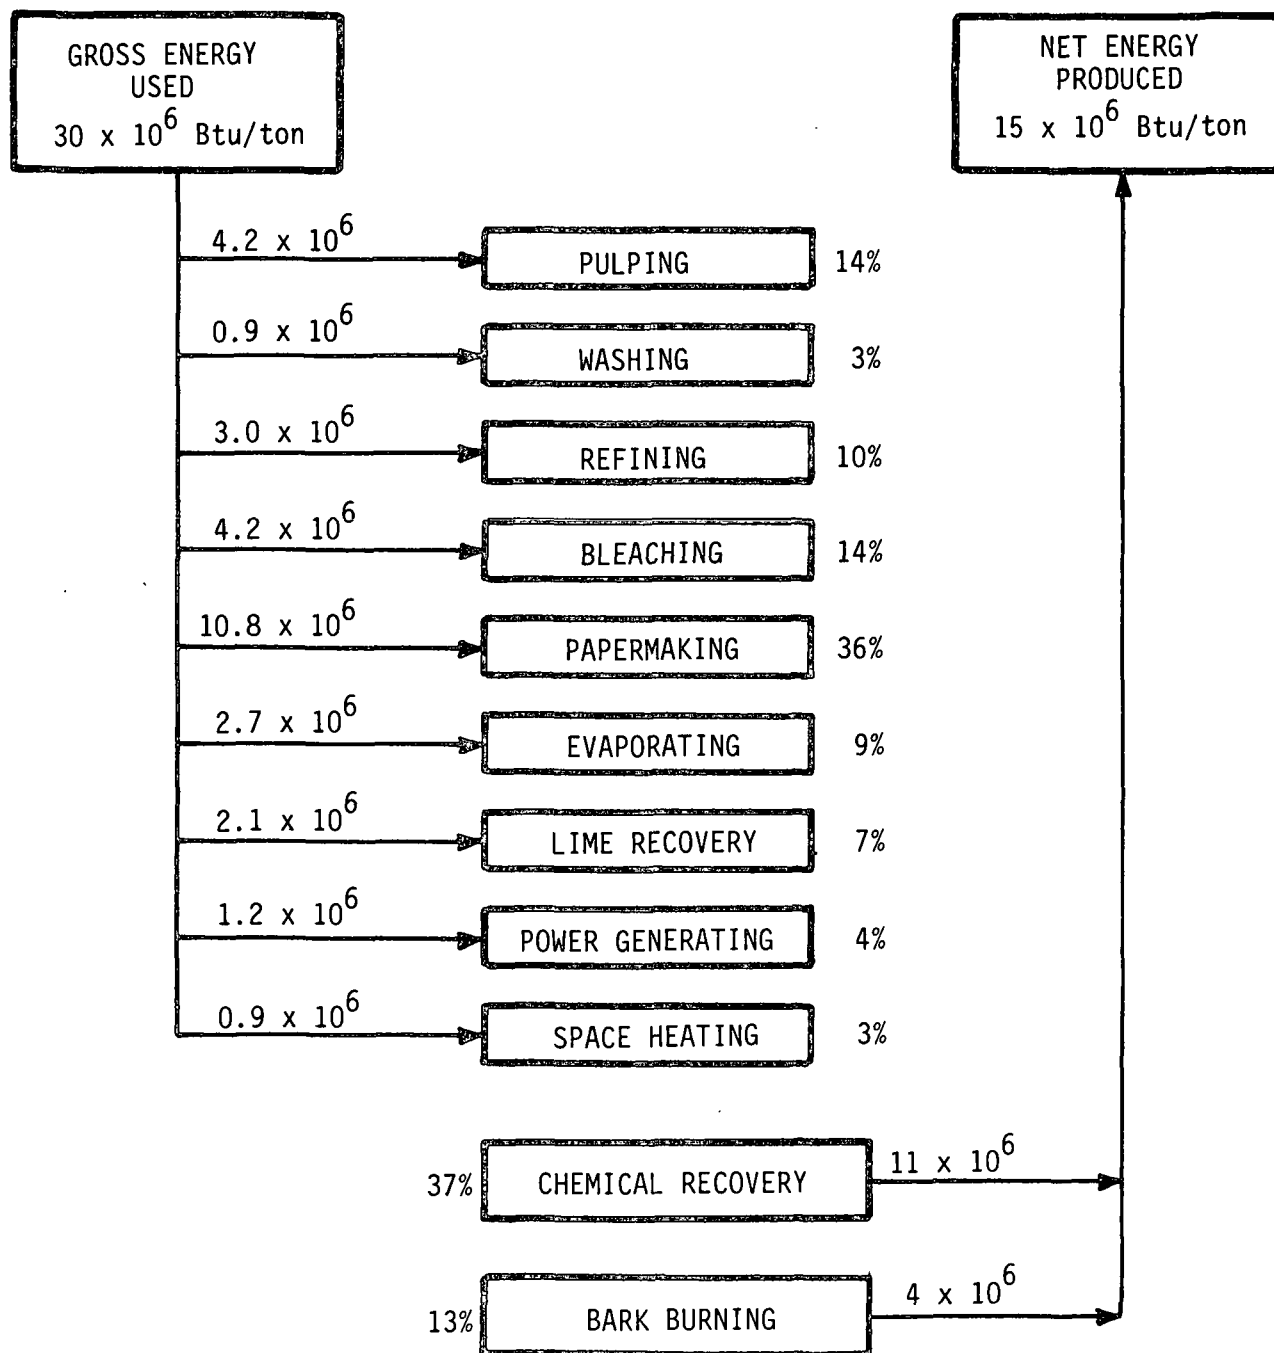 GROSS ENERGY
USED
30 x 10^6 Btu/ton
NET ENERGY
PRODUCED
15 x 10^6 Btu/ton
4.2 x 10^6
PULPING
14%
0.9 x 10^6
WASHING
3%
3.0 x 10^6
REFINING
10%
4.2 x 10^6
BLEACHING
14%
10.8 x 10^6
PAPERMAKING
36%
2.7 x 10^6
EVAPORATING
9%
2.1 x 10^6
LIME RECOVERY
7%
1.2 x 10^6
POWER GENERATING
4%
0.9 x 10^6
SPACE HEATING
3%
37%
CHEMICAL RECOVERY
11 x 10^6
13%
BARK BURNING
4 x 10^6